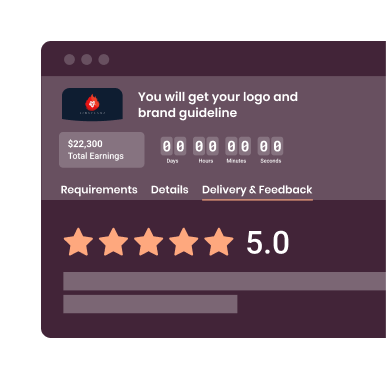 You will get your logo and
brand guideline
$22,300
Total Earnings
00 00 00 00
Days Hours Minutes Seconds
Requirements Details Delivery & Feedback
5.0